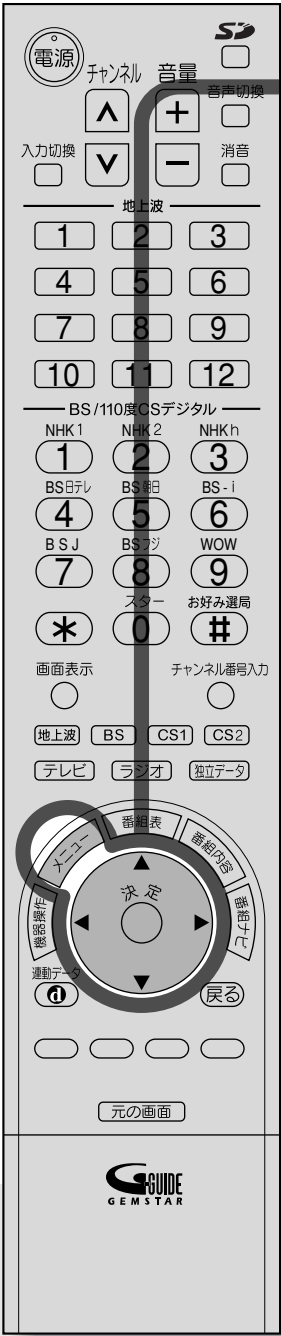 SD
電源
チャンネル 音量
音声切換
＋
入力切換
－
消音
地上波
1 2 3
4 5 6
7 8 9
10 11 12
BS/110度CSデジタル
NHK1 NHK2 NHKh
1 2 3
BS日テレ BS朝日 BS-i
4 5 6
BSJ BSフジ WOW
7 8 9
スター お好み選局
＊ 0 #
画面表示 チャンネル番号入力
地上波 BS CS1 CS2
テレビ ラジオ 独立データ
番組表
メニュー 番組内容
決定
機器操作 番組ナビ
連動データ
d 戻る
元の画面
G-GUIDE
GEMSTAR